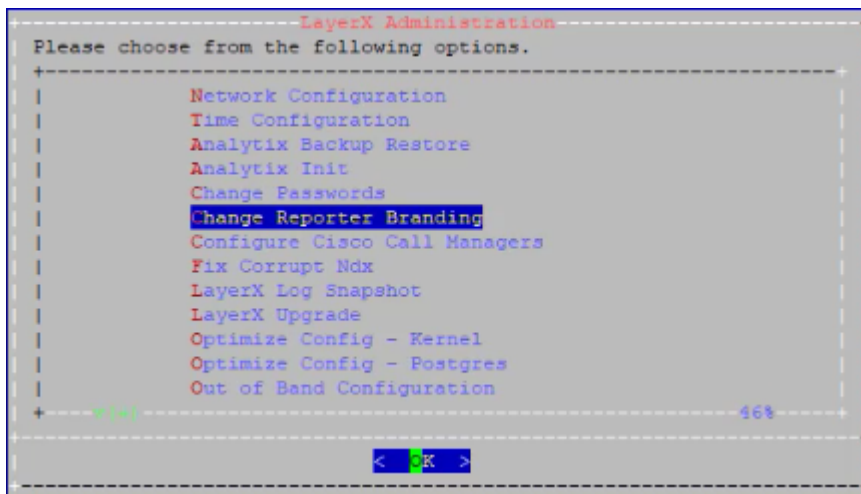 LayerX Administration
Please choose from the following options.
Network Configuration
Time Configuration
Analytix Backup Restore
Analytix Init
Change Passwords
Change Reporter Branding
Configure Cisco Call Managers
Fix Corrupt Ndx
LayerX Log Snapshot
LayerX Upgrade
Optimize Config - Kernel
Optimize Config - Postgres
Out of Band Configuration
46%
< OK >